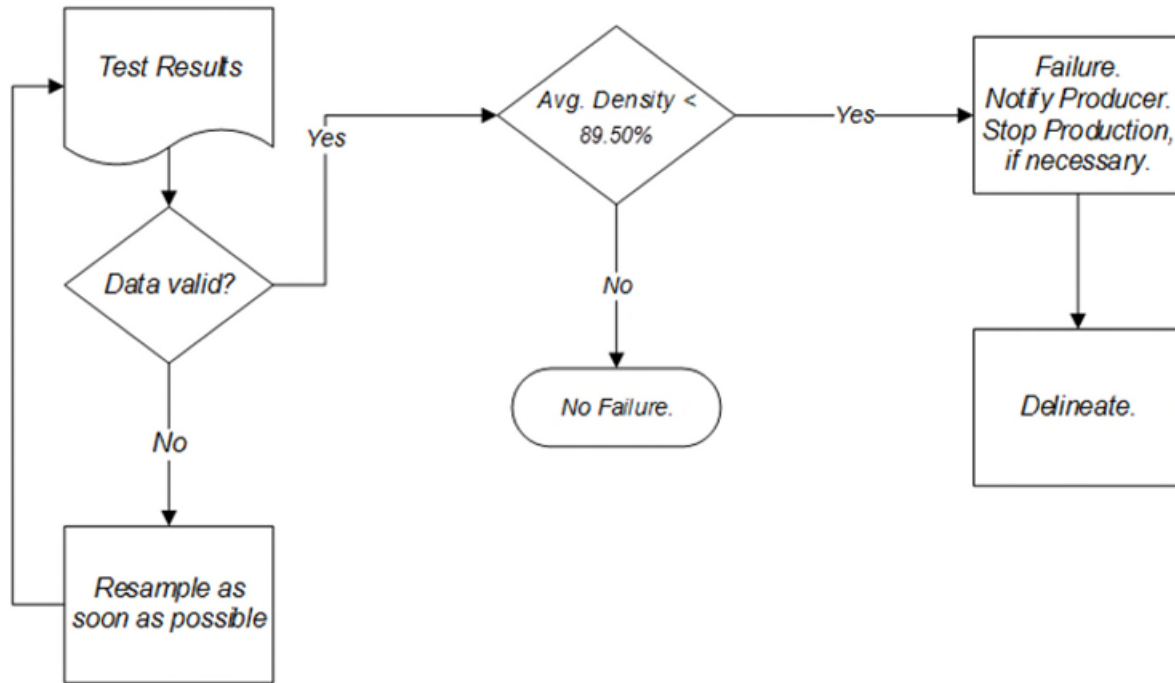 Test Results
Data valid?
No
Resample as
soon as possible
Yes
Avg. Density <
89.50%
No
No Failure.
Yes
Failure.
Notify Producer.
Stop Production,
if necessary.
Delineate.